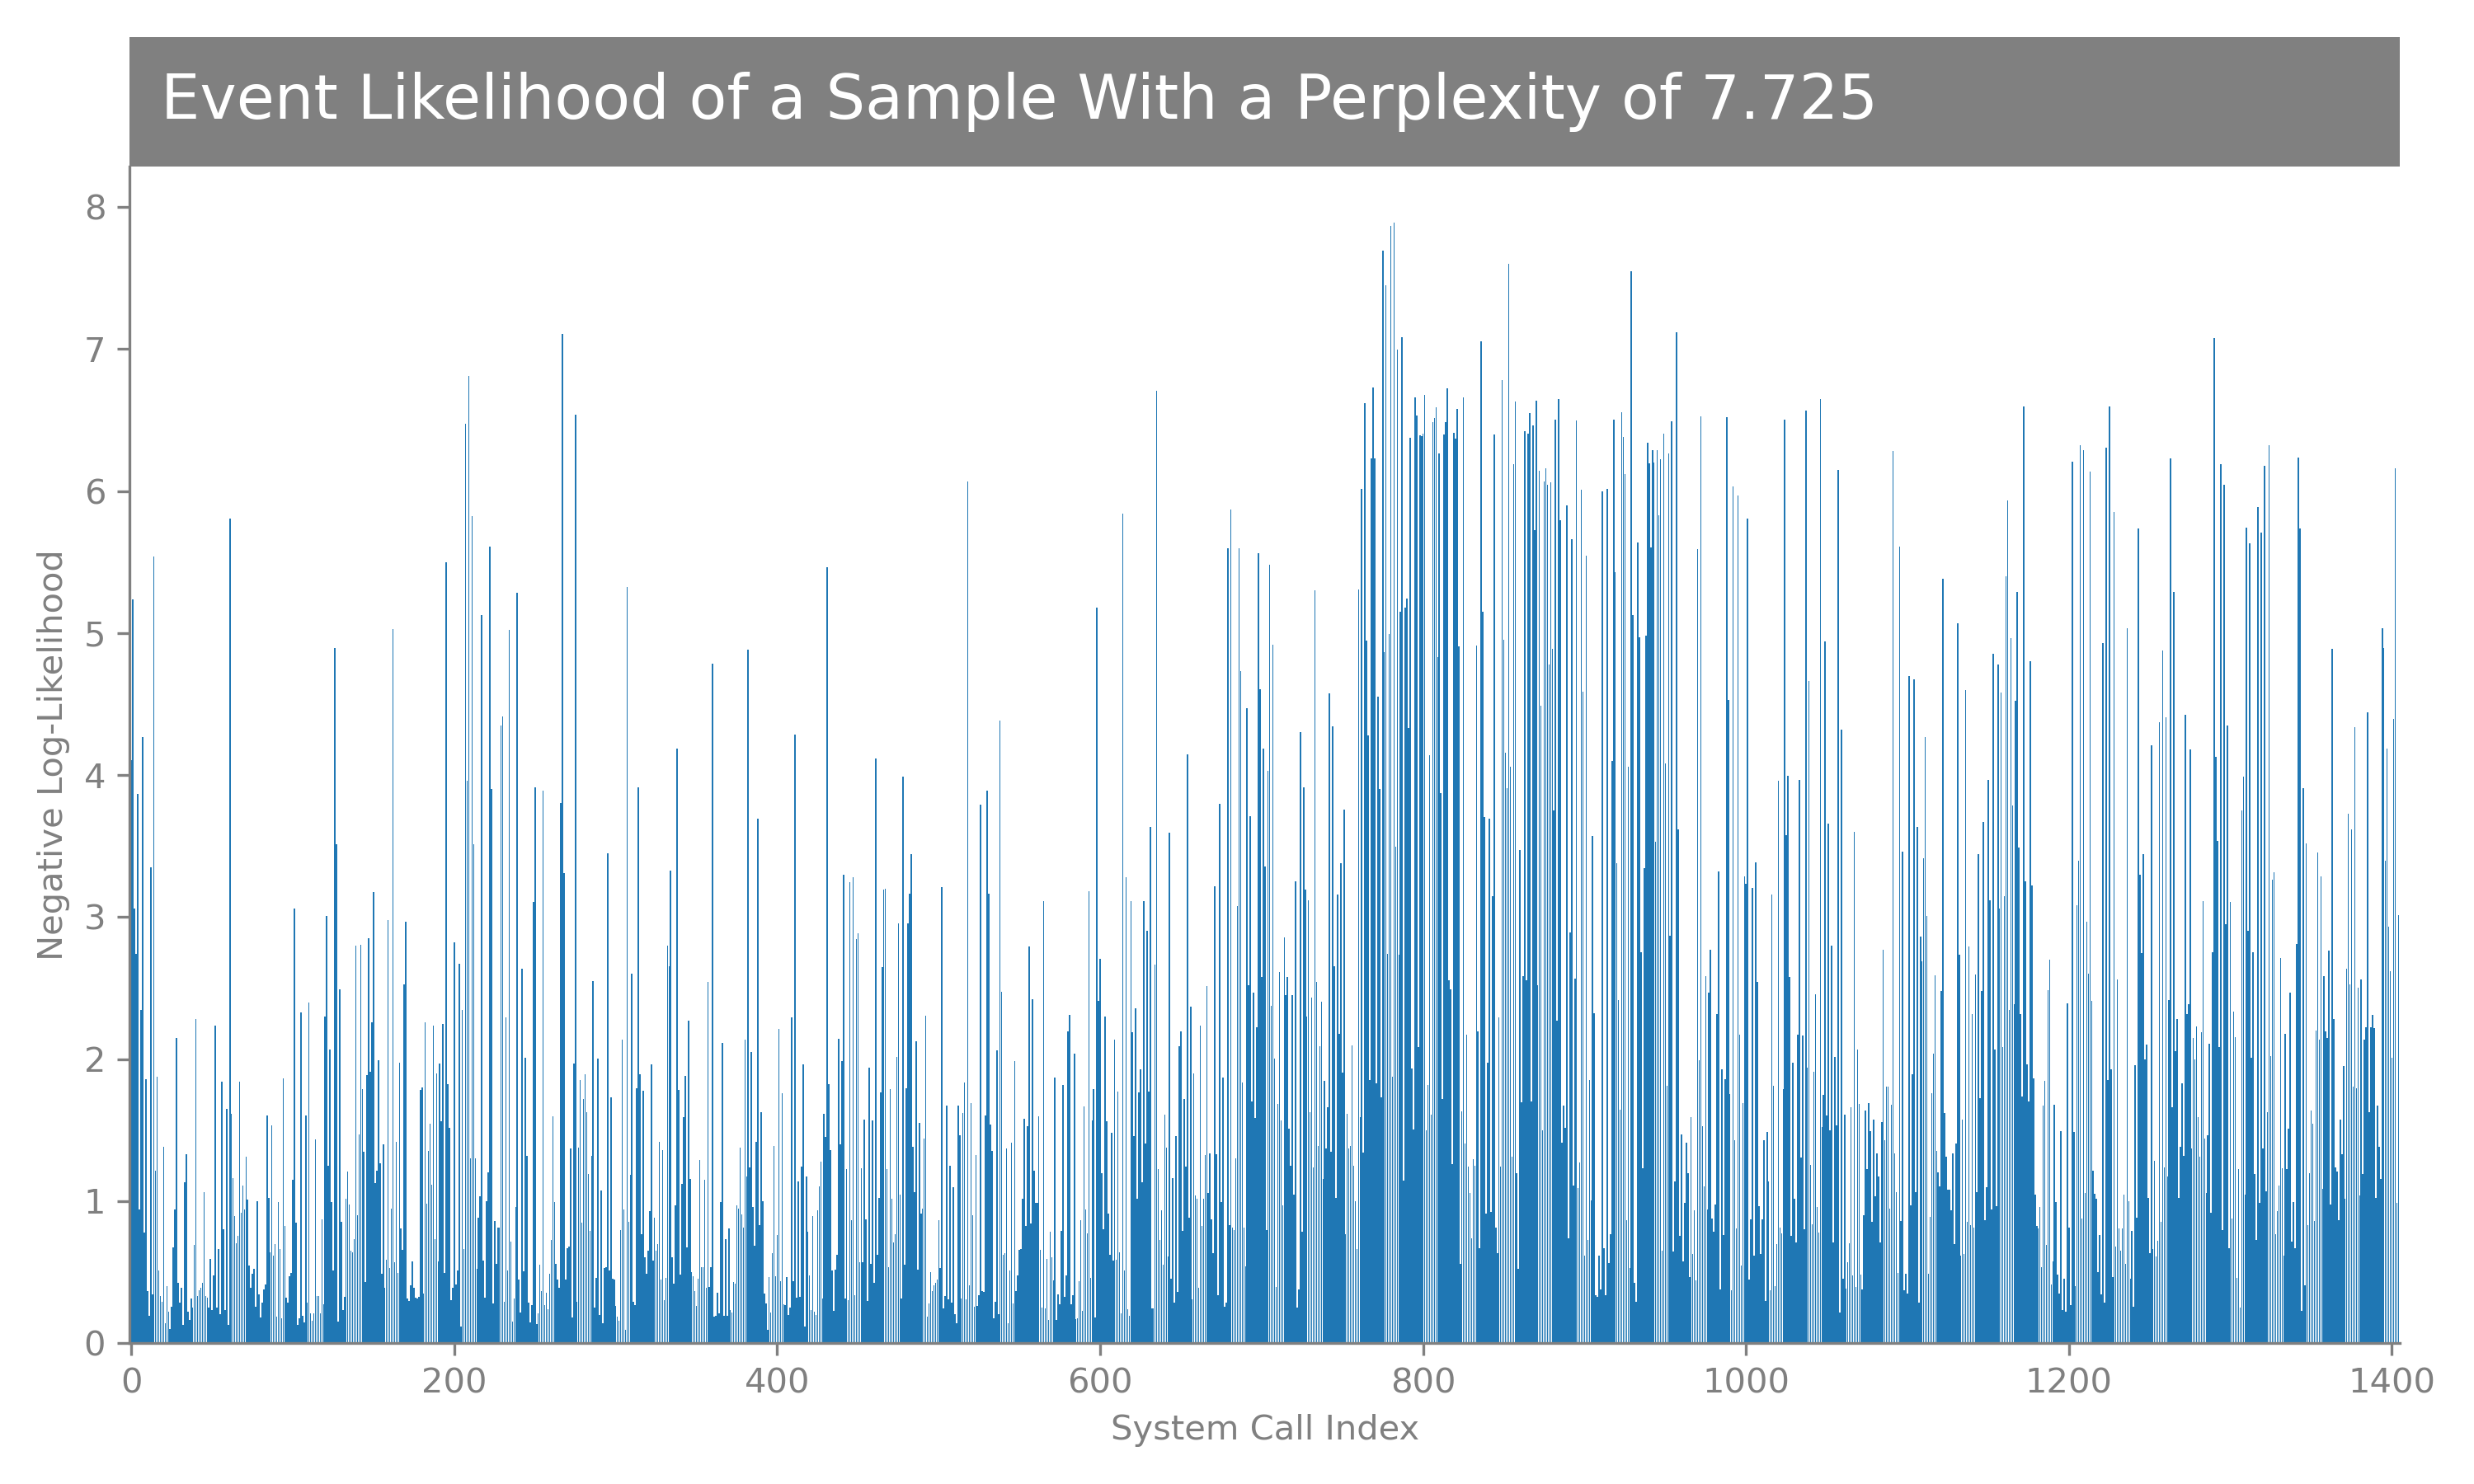 Event Likelihood of a Sample With a Perplexity of 7.725
8
7
6
5
4
3
2
1
0
Negative Log-Likelihood
0 200 400 600 800 1000 1200 1400
System Call Index